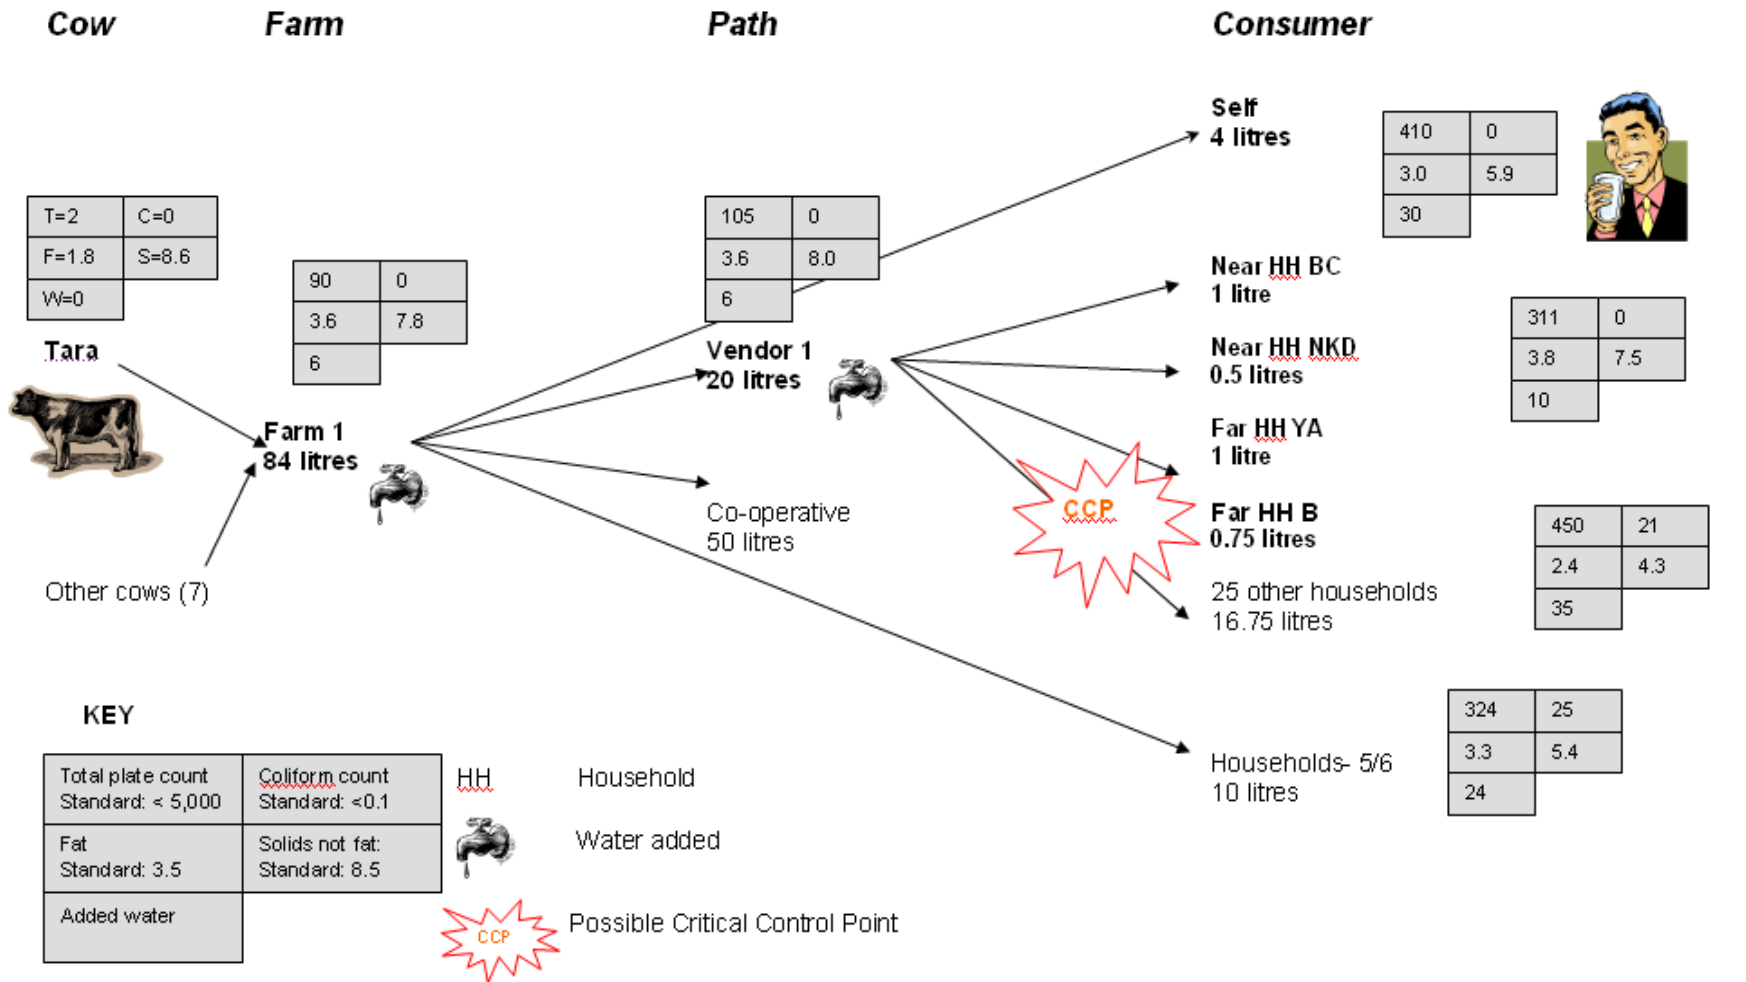 Cow
Farm
Path
Consumer
Self
4 litres
410 0
3.0 5.9
30
T=2 C=0
F=1.8 S=8.6
W=0
Tara
90 0
3.6 7.8
6
Farm 1
84 litres
Other cows (7)
105 0
3.6 8.0
6
Vendor 1
20 litres
Co-operative
50 litres
Near HH BC
1 litre
Near HH NKD
0.5 litres
311 0
3.8 7.5
10
Far HH YA
1 litre
CCP
Far HH B
0.75 litres
25 other households
16.75 litres
450 21
2.4 4.3
35
Households- 5/6
10 litres
324 25
3.3 5.4
24
KEY
Total plate count
Standard: < 5,000
Coliform count
Standard: <0.1
Fat
Standard: 3.5
Solids not fat:
Standard: 8.5
Added water
HH Household
Water added
CCP
Possible Critical Control Point